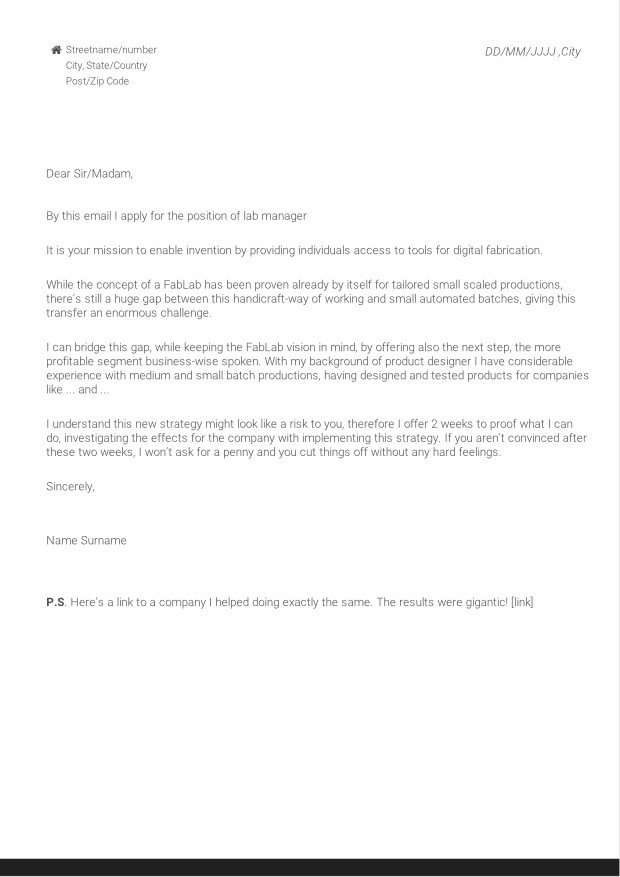 Streetname/number
DD/MM/JJJJ ,City
City, State/Country
Post/Zip Code
Dear Sir/Madam,
By this email I apply for the position of lab manager
It is your mission to enable invention by providing individuals access to tools for digital fabrication.
While the concept of a FabLab has been proven already by itself for tailored small scaled productions,
there's still a huge gap between this handicraft-way of working and small automated batches, giving this
transfer an enormous challenge.
I can bridge this gap, while keeping the FabLab vision in mind, by offering also the next step, the more
profitable segment business-wise spoken. With my background of product designer I have considerable
experience with medium and small batch productions, having designed and tested products for companies
like ... and ...
I understand this new strategy might look like a risk to you, therefore I offer 2 weeks to proof what I can
do, investigating the effects for the company with implementing this strategy. If you aren't convinced after
these two weeks, I won't ask for a penny and you cut things off without any hard feelings.
Sincerely,
Name Surname
P.S. Here's a link to a company I helped doing exactly the same. The results were gigantic! [link]